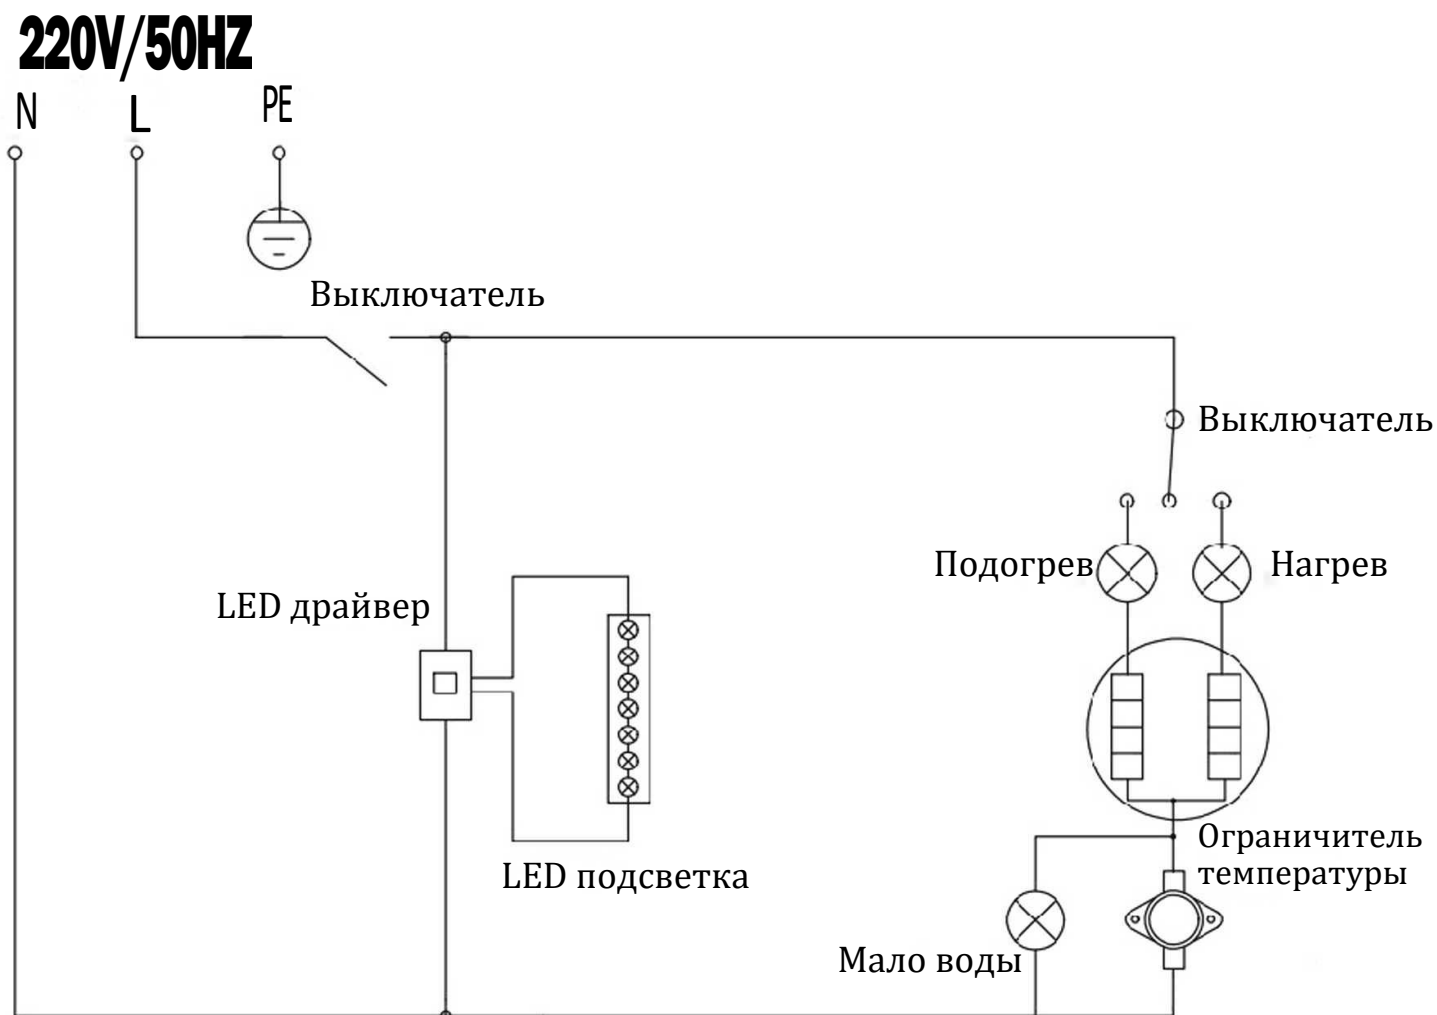 220V/50HZ
N L PE
Выключатель
Выключатель
Подогрев Нагрев
LED драйвер
Ограничитель
температуры
LED подсветка
Мало воды